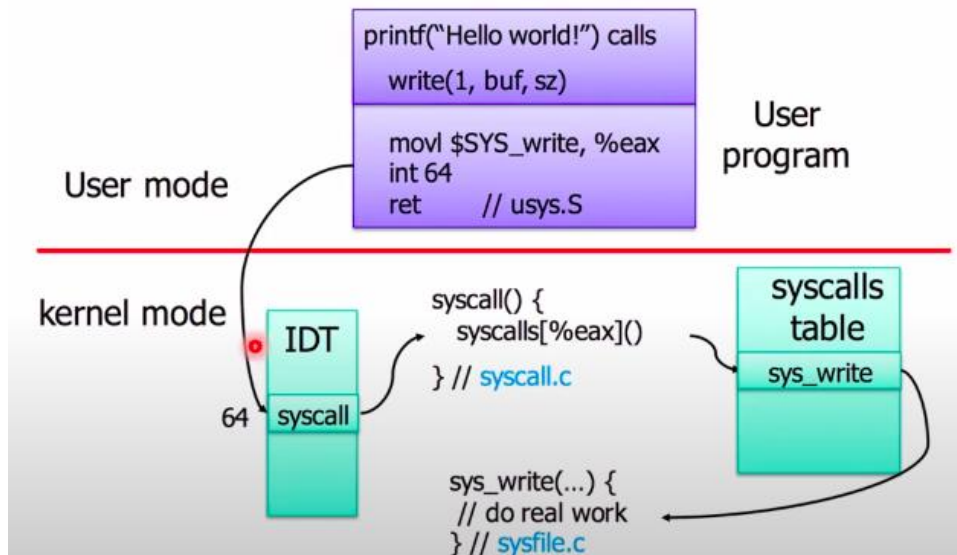 printf(“Hello world!”) calls
write(1, buf, sz)
movl $SYS_write, %eax
int 64
ret // usys.S
User
program
User mode
kernel mode
IDT
64 syscall
syscall() {
syscalls[%eax]()
} // syscall.c
syscalls
table
sys_write
sys_write(...) {
// do real work
} // sysfile.c